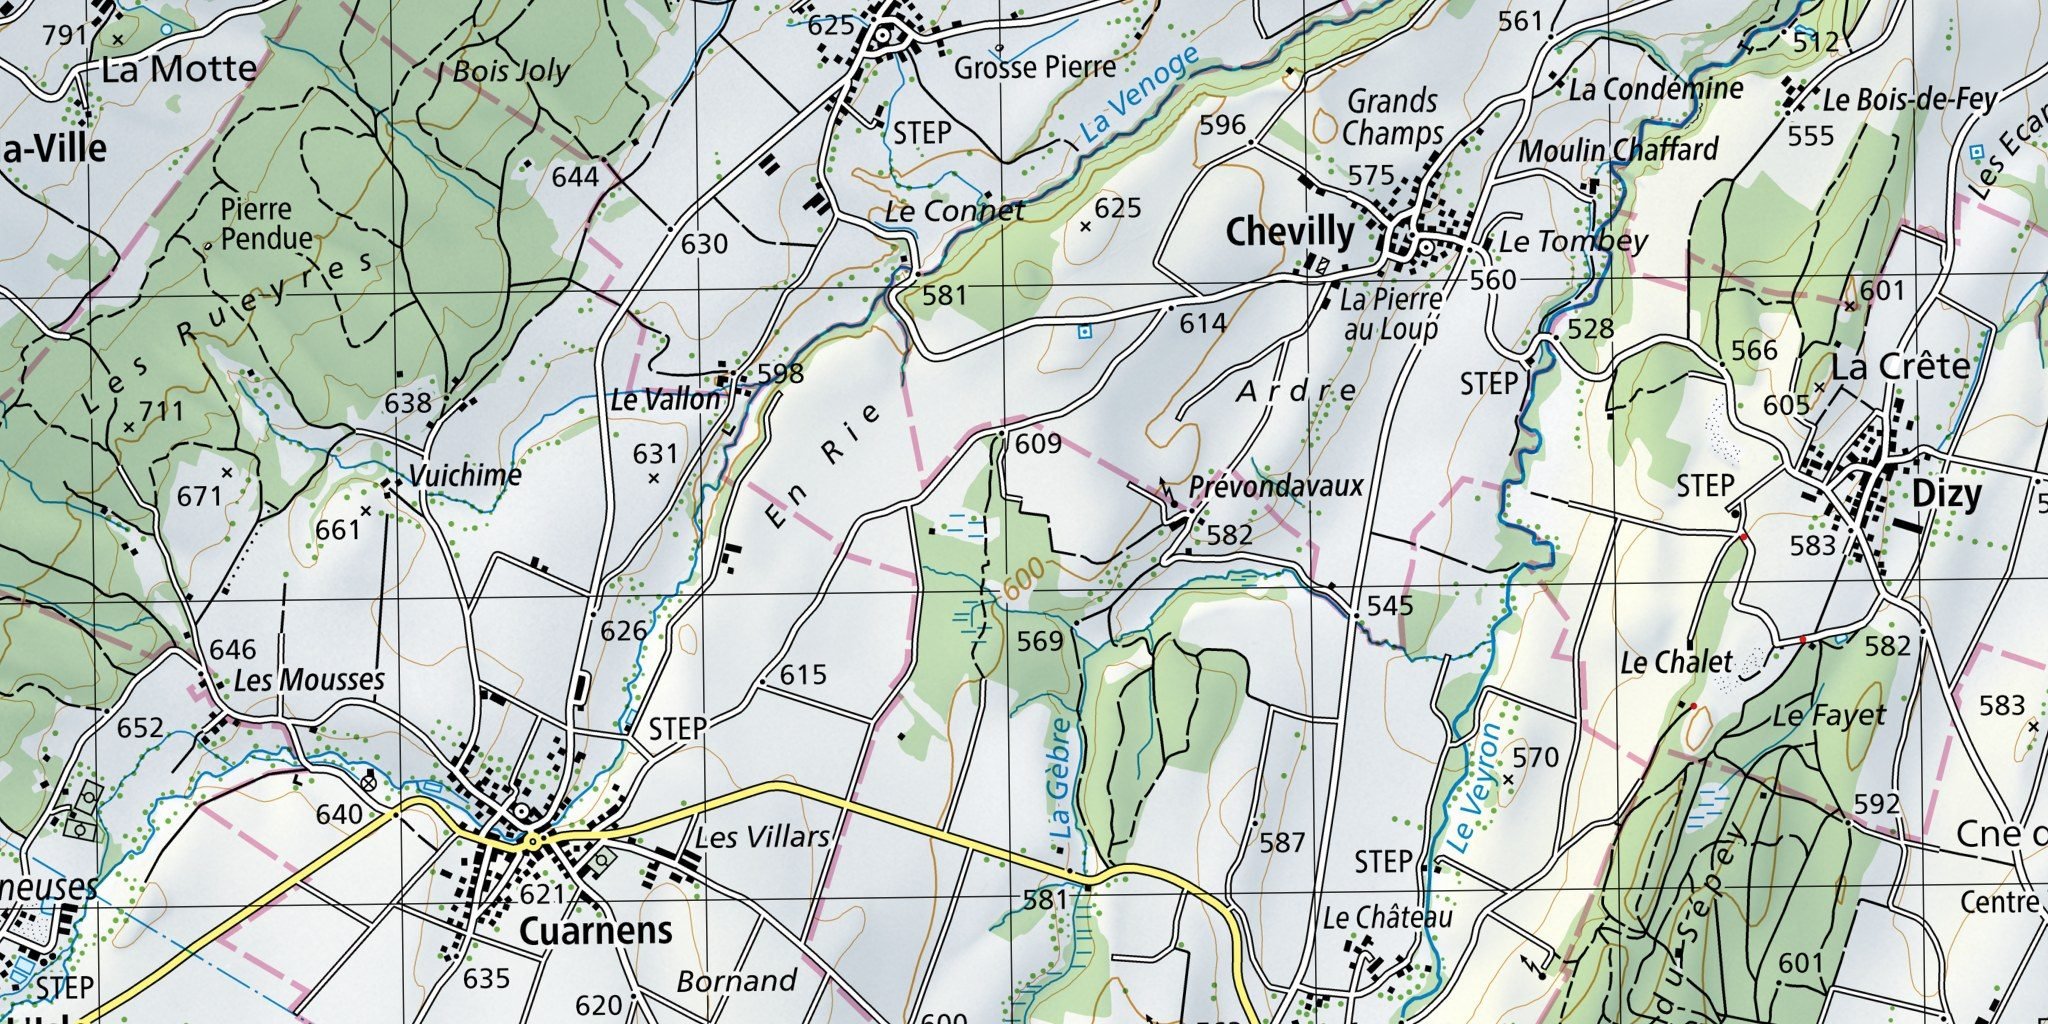 791
La Motte
a-Ville
Bois Joly
625
Grosse Pierre
La Venoge
STEP
561
512
La Condémine
Le Bois-de-Fey
555
Grands
Champs
596
575
Moulin Chaffard
644
Pierre
Pendue
Les Rueyres
630
Le Connet
625
Chevilly
Le Tombey
560
581
La Pierre
au Loup
614
528
601
566
La Crête
605
711
638
Le Vallon
598
631
En Rie
Ardre
STEP
609
671
661
Vuichime
Prévondavaux
582
STEP
Dizy
583
600
646
Les Mousses
626
615
569
545
Le Chalet
582
652
STEP
La Gèbre
Le Veyron
570
Le Fayet
583
640
Les Villars
587
592
Cne d
neuses
621
Cuarnens
581
STEP
Le Château
du Sépey
Centre
STEP
635
620
Bornand
601